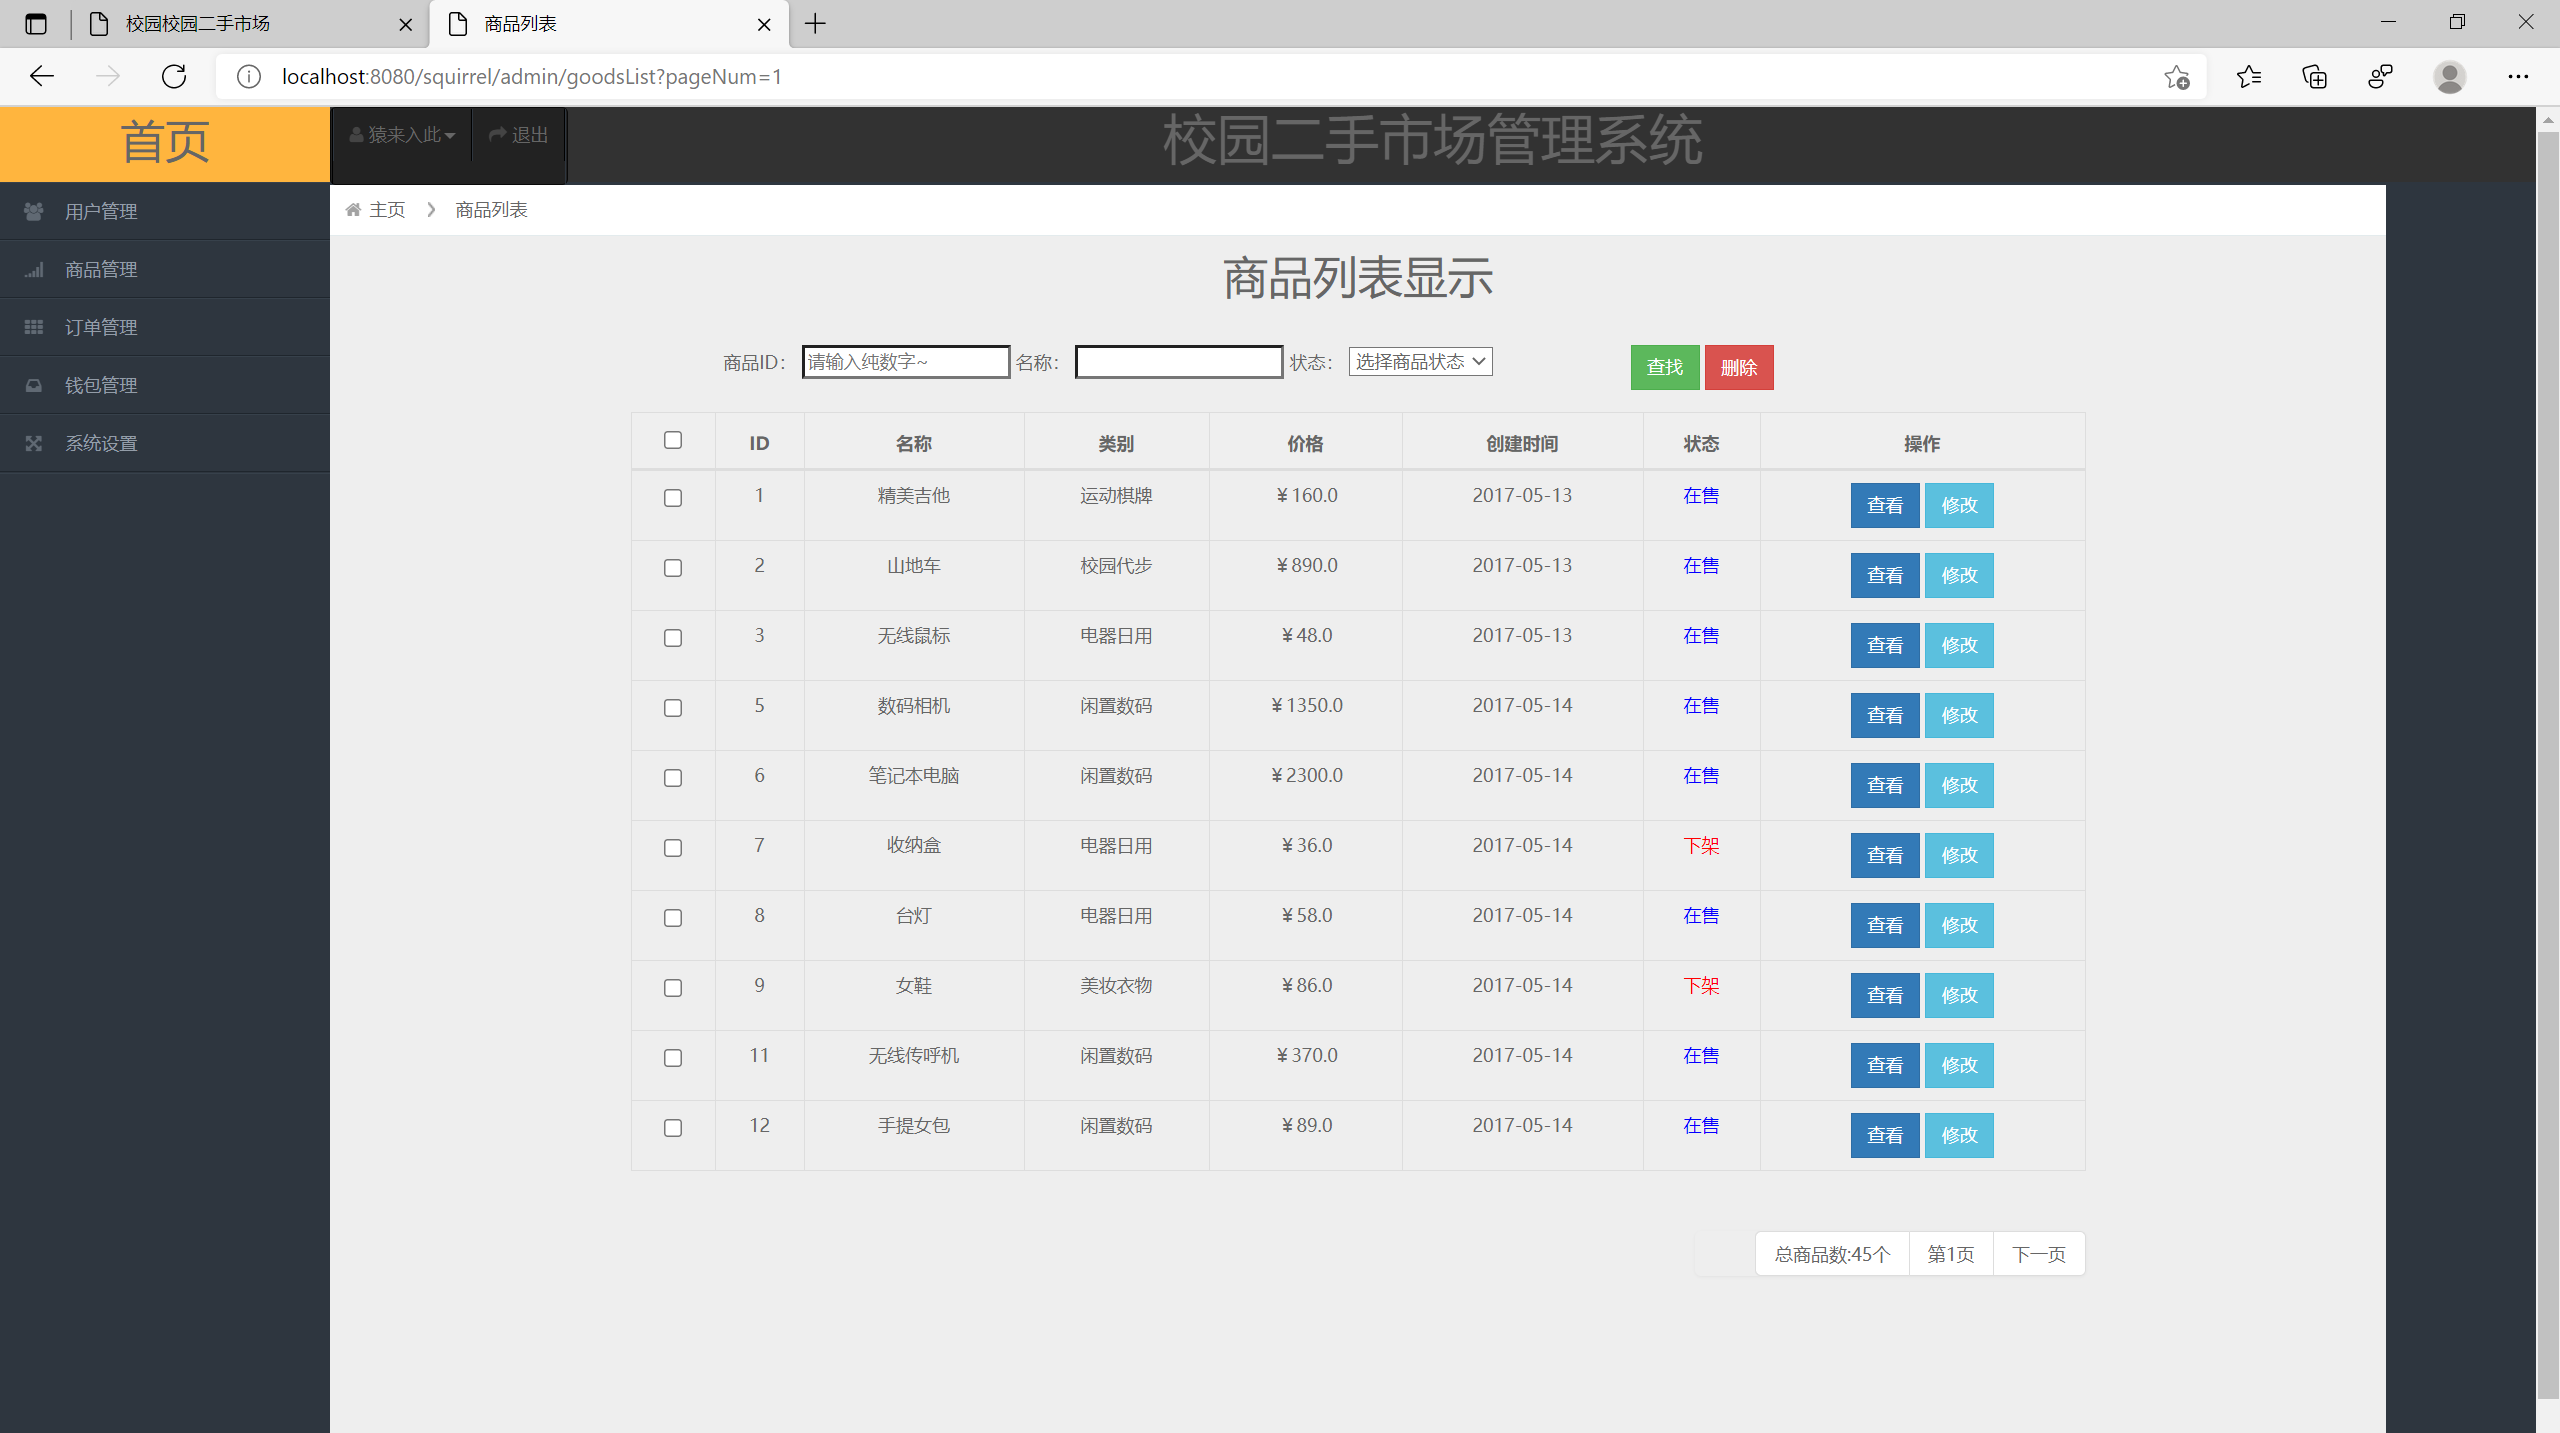 校园校园二手市场
商品列表
localhost:8080/squirrel/admin/goodsList?pageNum=1
首页
猿来入此
退出
校园二手市场管理系统
用户管理
商品管理
订单管理
钱包管理
系统设置
主页 商品列表
商品列表显示
商品ID: 请输入纯数字~ 名称: 状态: 选择商品状态 查找 删除
ID 名称 类别 价格 创建时间 状态 操作
1 精美吉他 运动棋牌 ¥160.0 2017-05-13 在售 查看 修改
2 山地车 校园代步 ¥890.0 2017-05-13 在售 查看 修改
3 无线鼠标 电器日用 ¥48.0 2017-05-13 在售 查看 修改
5 数码相机 闲置数码 ¥1350.0 2017-05-14 在售 查看 修改
6 笔记本电脑 闲置数码 ¥2300.0 2017-05-14 在售 查看 修改
7 收纳盒 电器日用 ¥36.0 2017-05-14 下架 查看 修改
8 台灯 电器日用 ¥58.0 2017-05-14 在售 查看 修改
9 女鞋 美妆衣物 ¥86.0 2017-05-14 下架 查看 修改
11 无线传呼机 闲置数码 ¥370.0 2017-05-14 在售 查看 修改
12 手提女包 闲置数码 ¥89.0 2017-05-14 在售 查看 修改
总商品数:45个 第1页 下一页